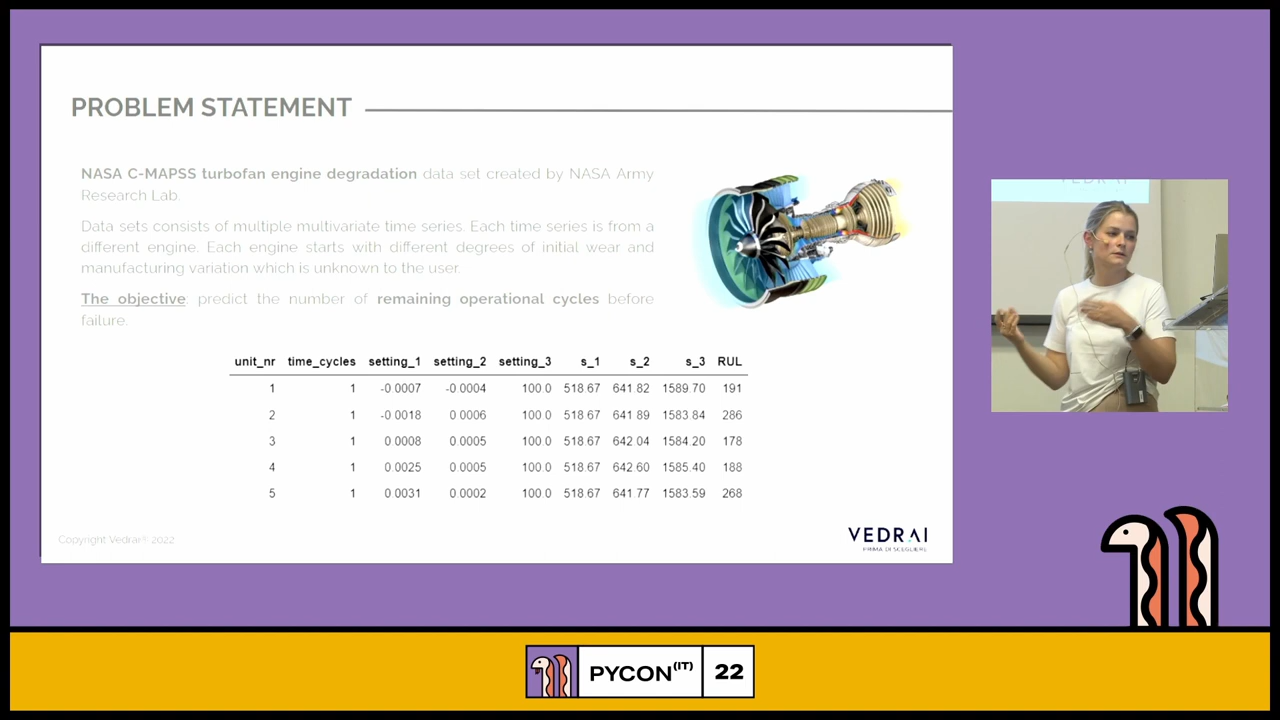 PROBLEM STATEMENT
NASA C-MAPSS turbofan engine degradation data set created by NASA Army
Research Lab.
Data sets consists of multiple multivariate time series. Each time series is from a
different engine. Each engine starts with different degrees of initial wear and
manufacturing variation which is unknown to the user.
The objective: predict the number of remaining operational cycles before
failure.
unit_nr time_cycles setting_1 setting_2 setting_3 s_1 s_2 s_3 RUL
1 1 -0.0007 -0.0004 100.0 518.67 641.82 1589.70 191
2 1 -0.0018 0.0006 100.0 518.67 641.89 1583.84 286
3 1 0.0008 0.0005 100.0 518.67 642.04 1584.20 178
4 1 0.0025 0.0005 100.0 518.67 642.60 1585.40 188
5 1 0.0031 0.0002 100.0 518.67 641.77 1583.59 268
Copyright Vedrai® 2022
VEDRAI
PRIMA DI SCEGLIERE
VEDRAI
PYCON(IT) 22